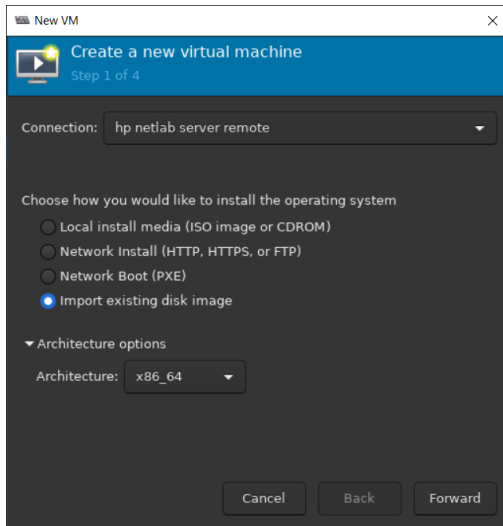 New VM
Create a new virtual machine
Step 1 of 4
Connection: hp netlab server remote
Choose how you would like to install the operating system
Local install media (ISO image or CDROM)
Network Install (HTTP, HTTPS, or FTP)
Network Boot (PXE)
Import existing disk image
Architecture options
Architecture: x86_64
Cancel Back Forward